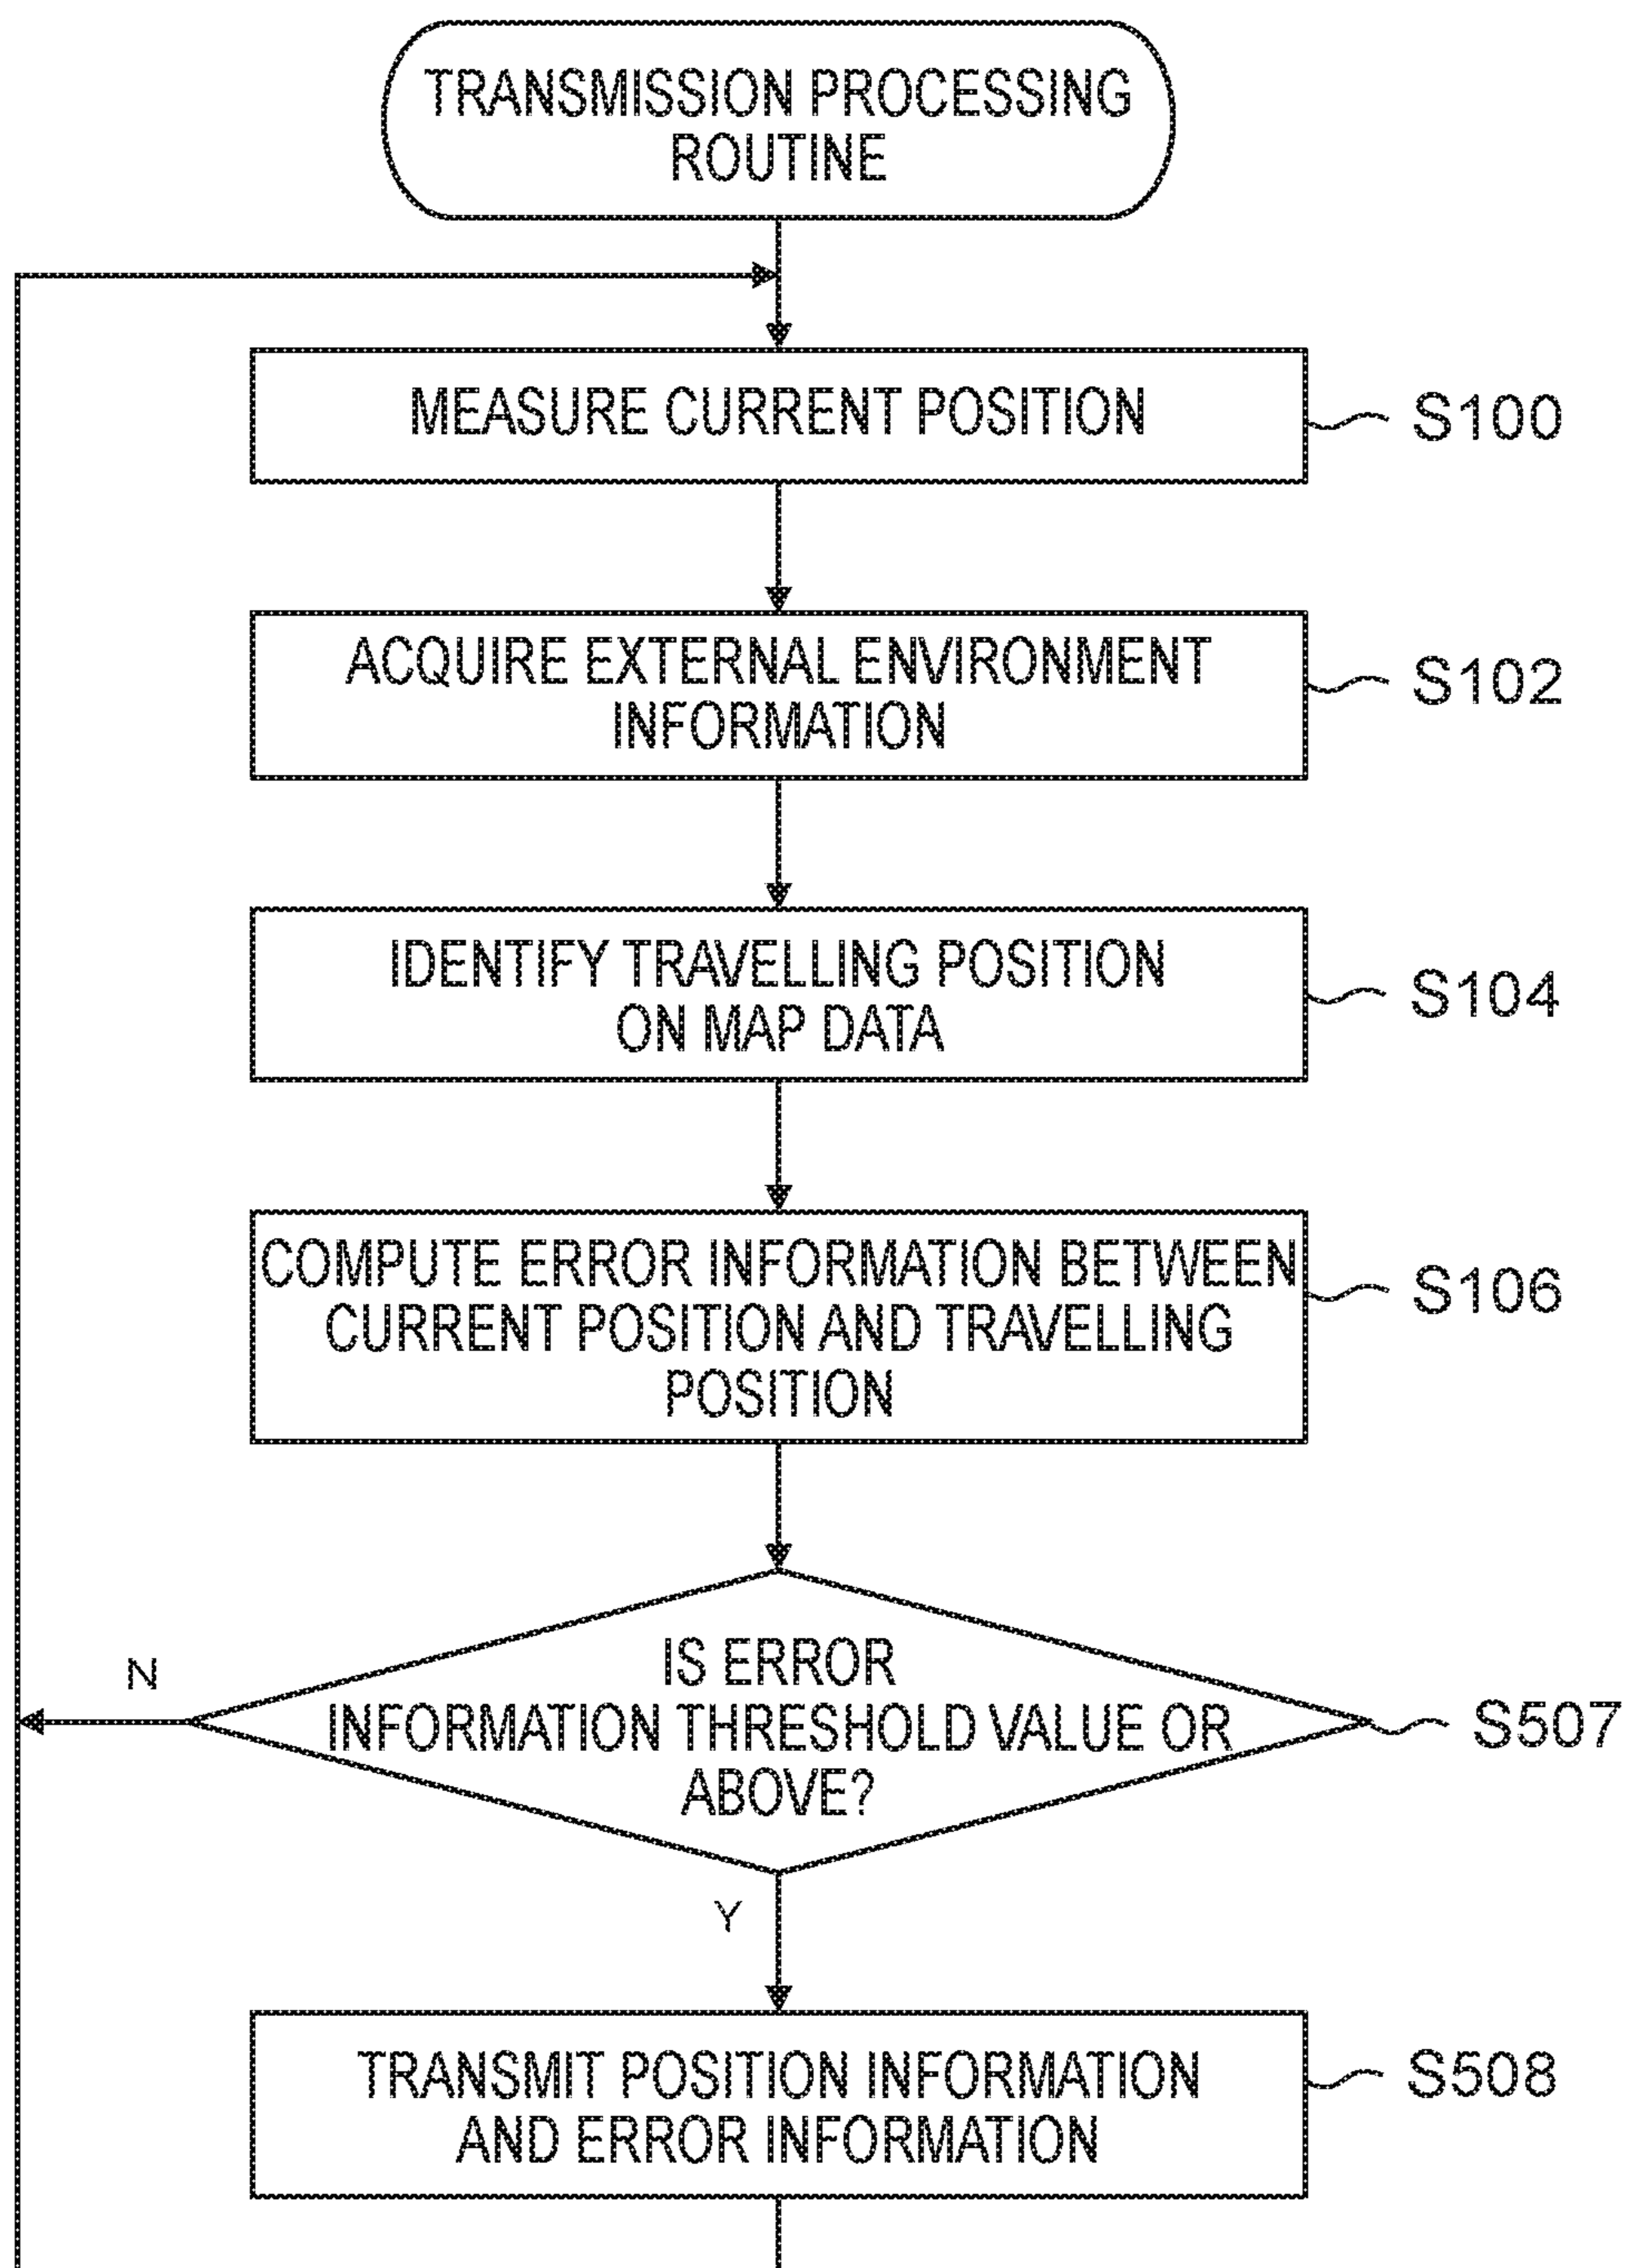 TRANSMISSION PROCESSING
ROUTINE
MEASURE CURRENT POSITION
S100
ACQUIRE EXTERNAL ENVIRONMENT
INFORMATION
S102
IDENTIFY TRAVELLING POSITION
ON MAP DATA
S104
COMPUTE ERROR INFORMATION BETWEEN
CURRENT POSITION AND TRAVELLING
POSITION
S106
N
IS ERROR
INFORMATION THRESHOLD VALUE OR
ABOVE?
S507
Y
TRANSMIT POSITION INFORMATION
AND ERROR INFORMATION
S508